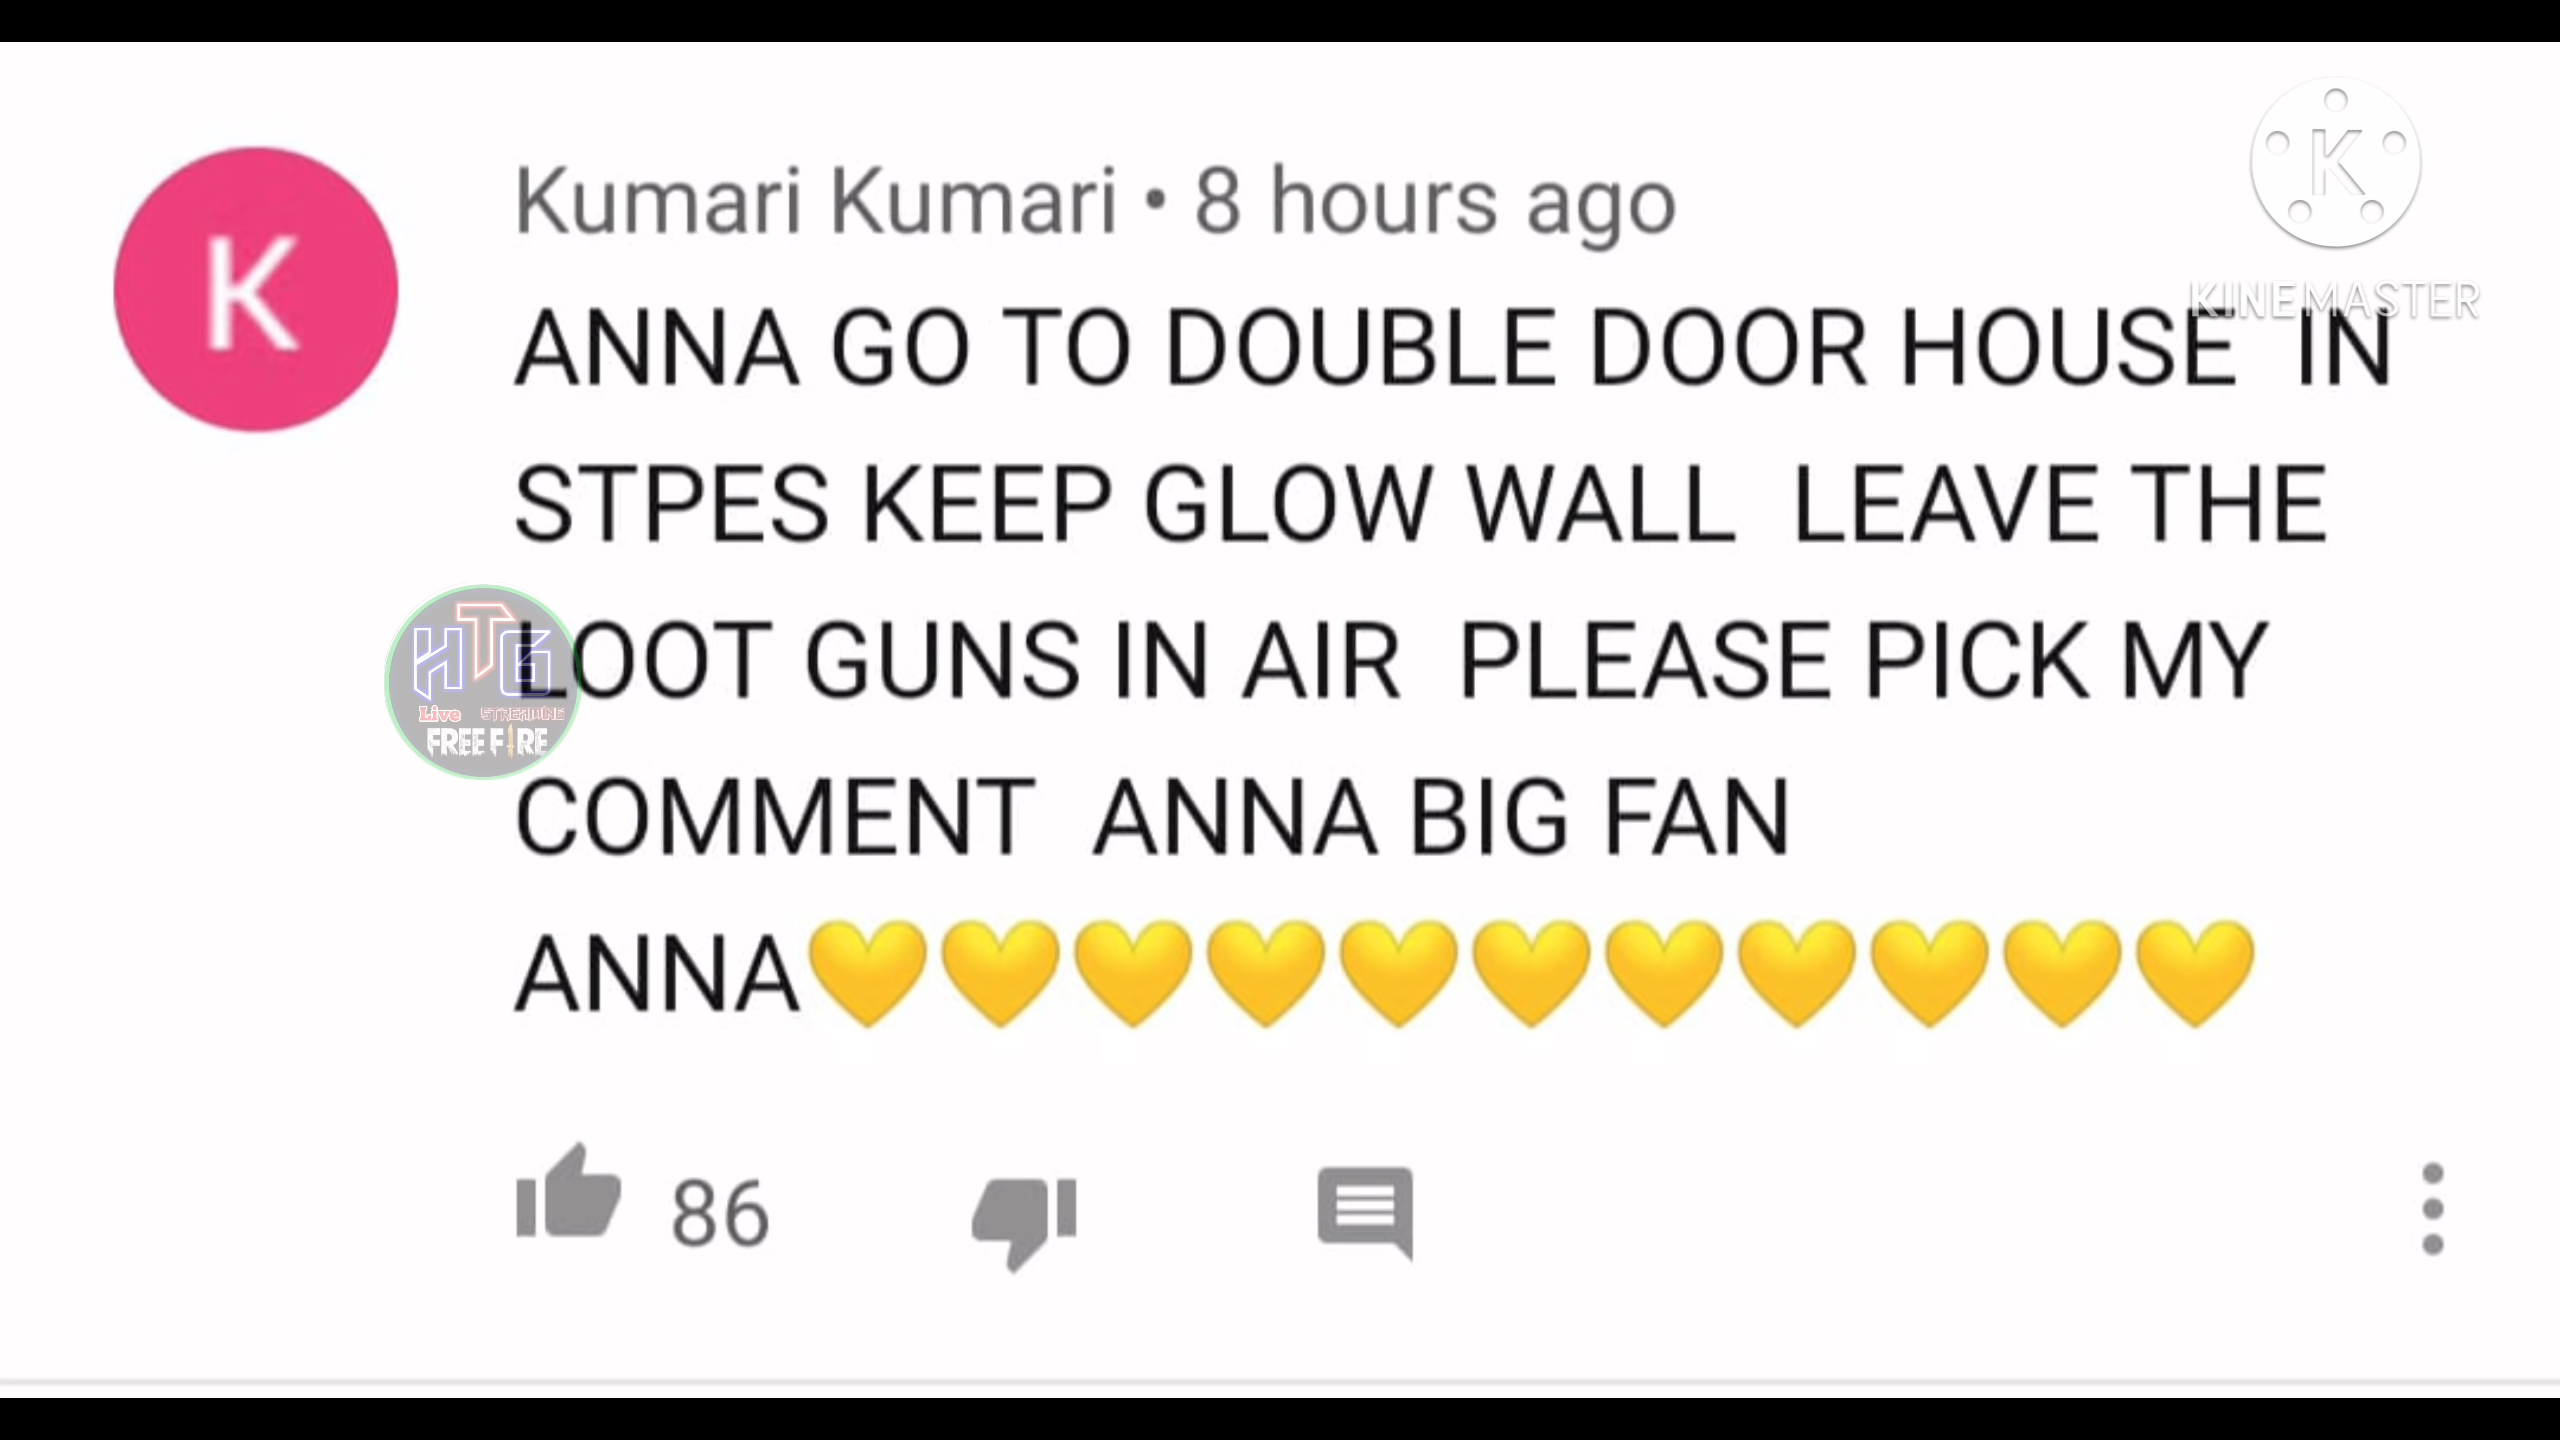 Kumari Kumari • 8 hours ago
K
KINEMASTER
K
ANNA GO TO DOUBLE DOOR HOUSE IN
STPES KEEP GLOW WALL LEAVE THE
LOOT GUNS IN AIR PLEASE PICK MY
COMMENT ANNA BIG FAN
ANNA💛💛💛💛💛💛💛💛💛💛💛
HTG
Live STREAMING
FREE FIRE
86